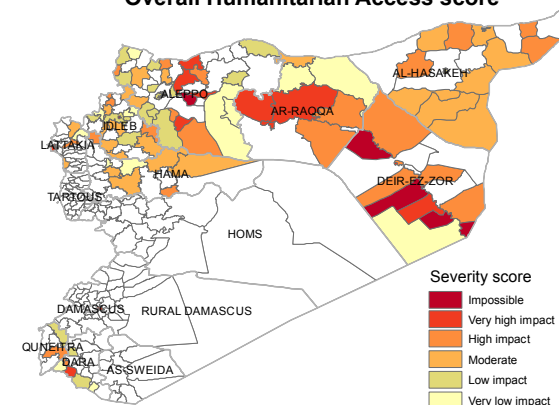 Overall Humanitarian Access score
AL-HASAKEH
ALEPPO
AR-RAQQA
IDLEB
LATTAKIA
HAMA
DEIR-EZ-ZOR
TARTOUS
HOMS
DAMASCUS
RURAL DAMASCUS
QUNEITRA
DARA
AS-SWEIDA
Severity score
Impossible
Very high impact
High impact
Moderate
Low impact
Very low impact